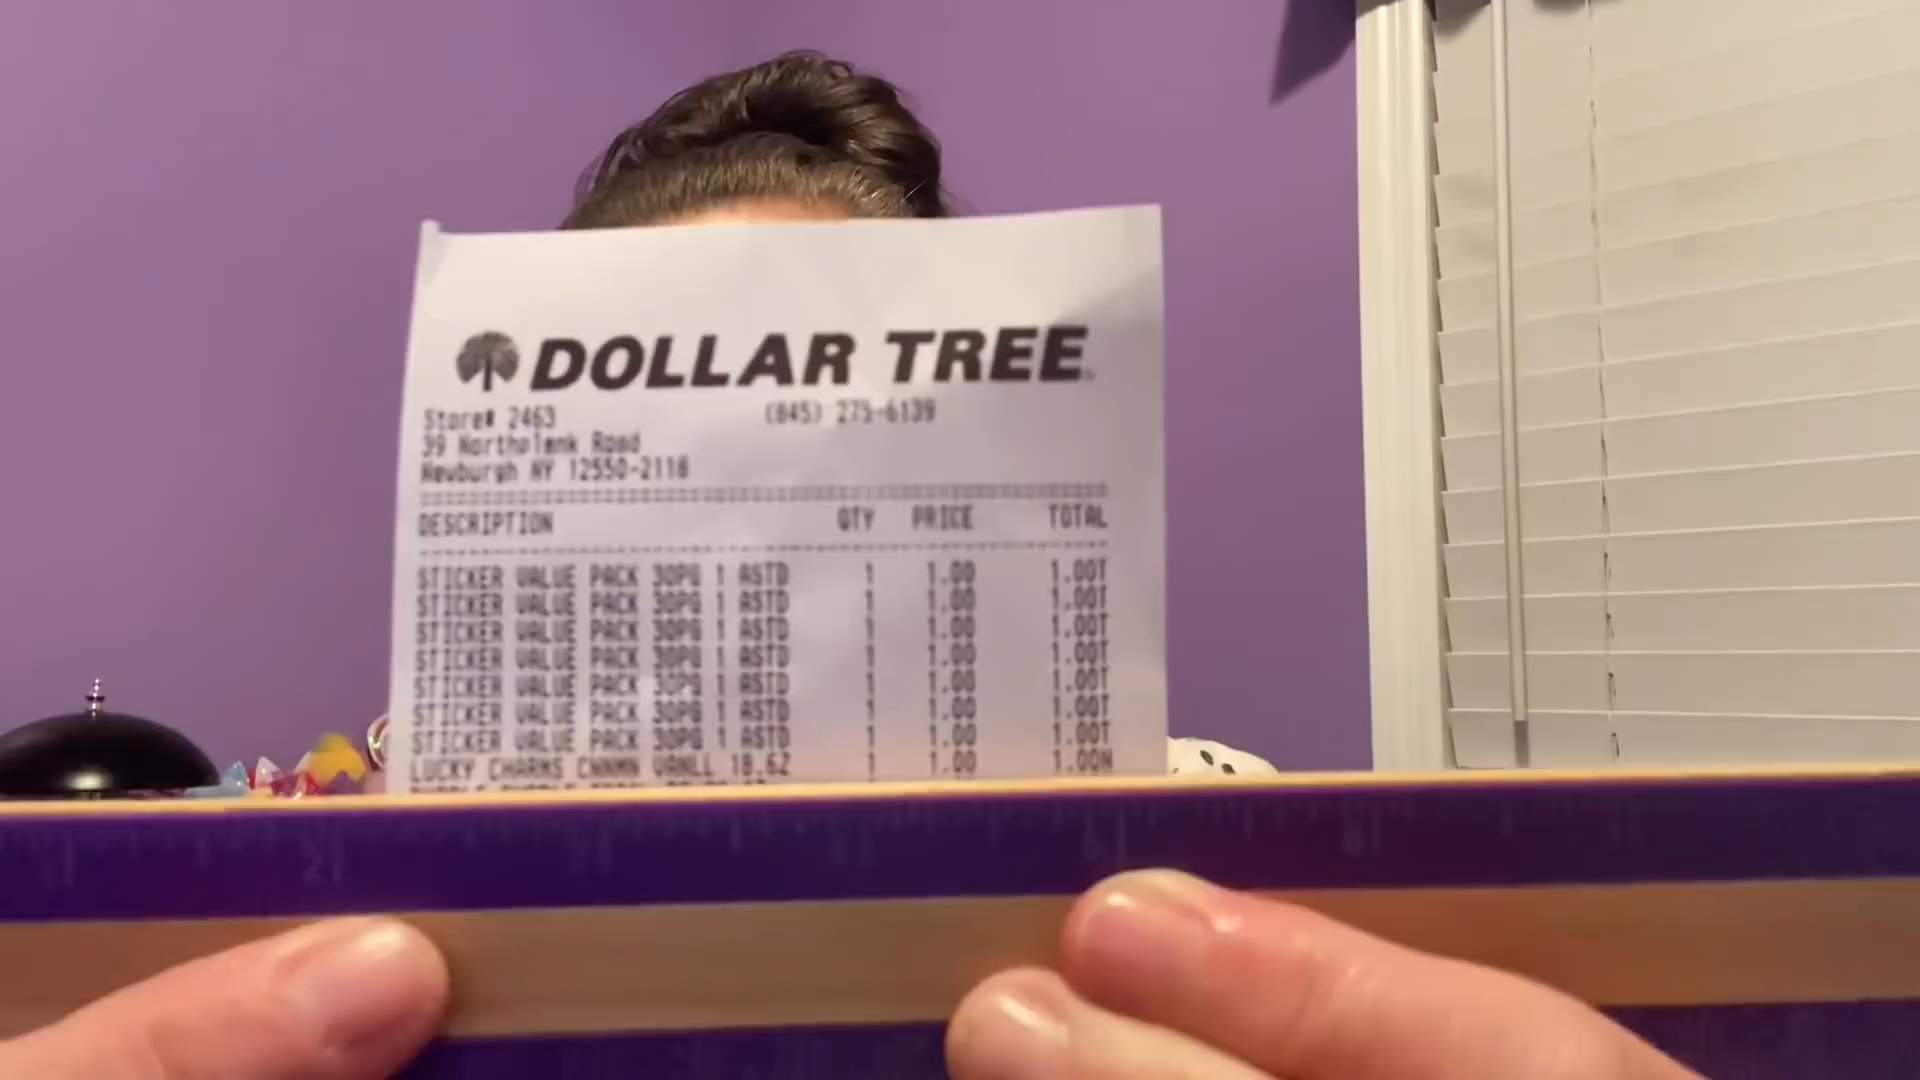 DOLLAR TREE
Store# 2463 (845) 275-6139
39 Northplank Road
Newburgh NY 12550-2118
DESCRIPTION QTY PRICE TOTAL
STICKER VALUE PACK 30PG 1 ASTD 1 1.00 1.00T
STICKER VALUE PACK 30PG 1 ASTD 1 1.00 1.00T
STICKER VALUE PACK 30PG 1 ASTD 1 1.00 1.00T
STICKER VALUE PACK 30PG 1 ASTD 1 1.00 1.00T
STICKER VALUE PACK 30PG 1 ASTD 1 1.00 1.00T
STICKER VALUE PACK 30PG 1 ASTD 1 1.00 1.00T
STICKER VALUE PACK 30PG 1 ASTD 1 1.00 1.00T
LUCKY CHARMS CNNMN VANLL 18.6Z 1 1.00 1.00N